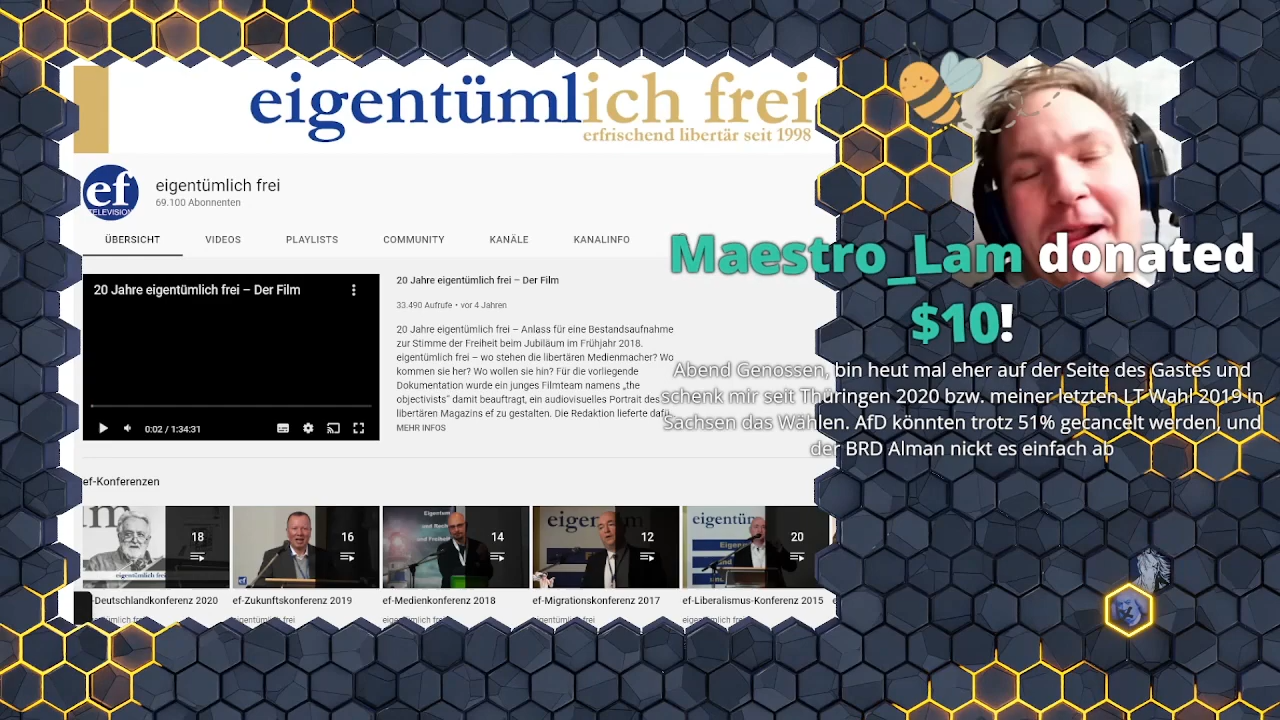 eigentümlich frei
erfrischend libertär seit 1998
ef
TELEVISION
eigentümlich frei
69.100 Abonnenten
ÜBERSICHT VIDEOS PLAYLISTS COMMUNITY KANÄLE KANALINFO
20 Jahre eigentümlich frei – Der Film
0:02 / 1:34:31
20 Jahre eigentümlich frei – Der Film
33.490 Aufrufe • vor 4 Jahren
20 Jahre eigentümlich frei – Anlass für eine Bestandsaufnahme
zur Stimme der Freiheit beim Jubiläum im Frühjahr 2018.
eigentümlich frei – wo stehen die libertären Medienmacher? Wo
kommen sie her? Wo wollen sie hin? Für die vorliegende
Dokumentation wurde ein junges Filmteam namens „the
objectivists“ damit beauftragt, ein audiovisuelles Portrait des
libertären Magazins ef zu gestalten. Die Redaktion lieferte dafür
MEHR INFOS
Maestro_Lam donated
$10!
Abend Genossen, bin heut mal eher auf der Seite des Gastes und
schenk mir seit Thüringen 2020 bzw. meiner letzten LT Wahl 2019 in
Sachsen das Wählen. AfD könnten trotz 51% gecancelt werden, und
der BRD Alman nickt es einfach ab
ef-Konferenzen
18 16 14 12 20
eigentümlich frei
-Deutschlandkonferenz 2020 ef-Zukunftskonferenz 2019 ef-Medienkonferenz 2018 ef-Migrationskonferenz 2017 ef-Liberalismus-Konferenz 2015